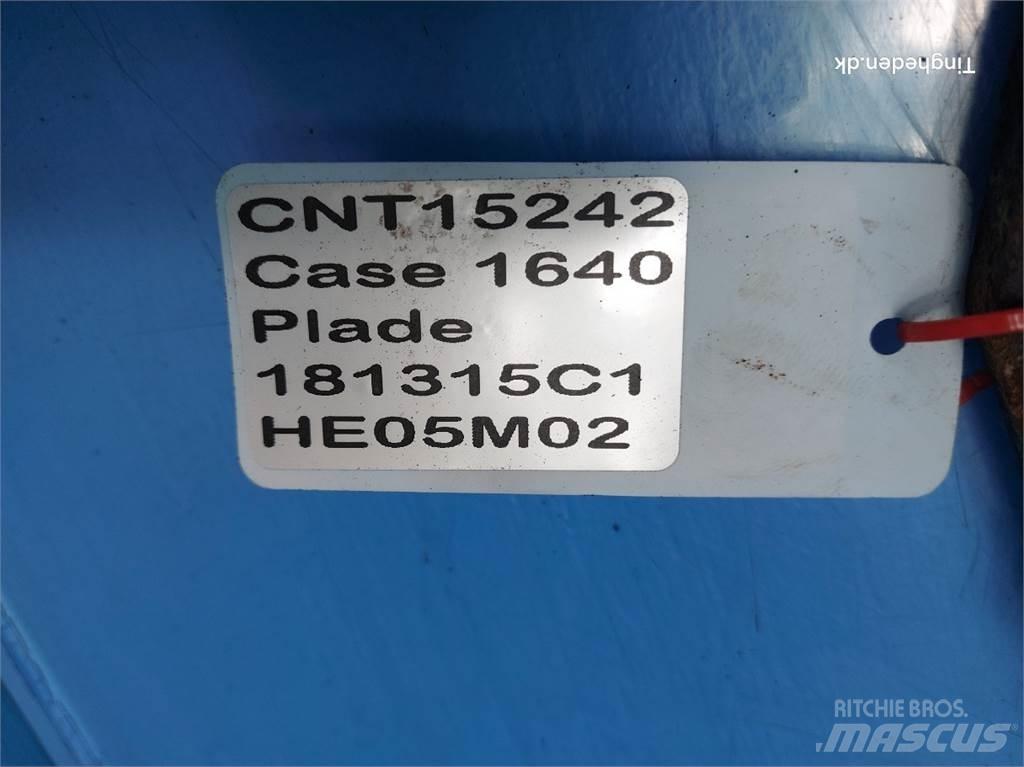 Tingheden.dk
CNT15242
Case 1640
Plade
181315C1
HE05M02
RITCHIE BROS.
MASCUS